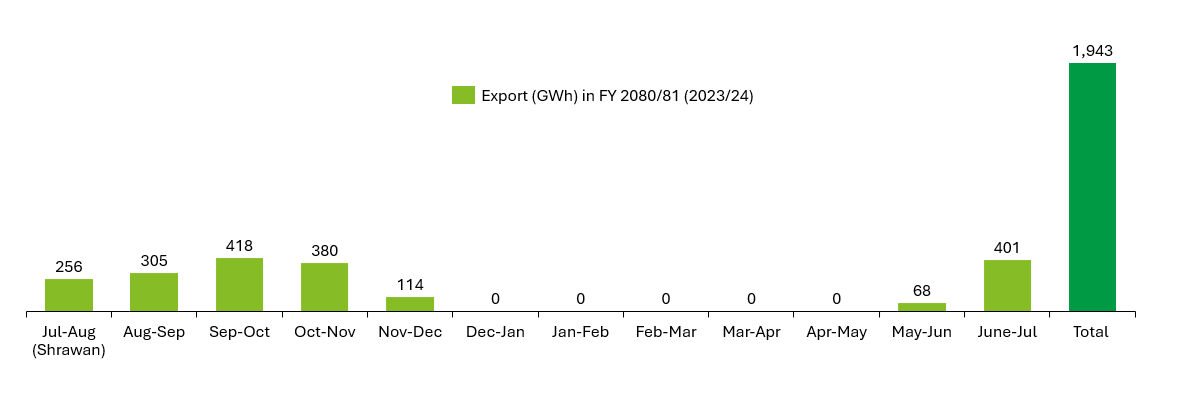 1,943
Export (GWh) in FY 2080/81 (2023/24)
256
305
418
380
114
0
0
0
0
0
68
401
Jul-Aug
(Shrawan)
Aug-Sep
Sep-Oct
Oct-Nov
Nov-Dec
Dec-Jan
Jan-Feb
Feb-Mar
Mar-Apr
Apr-May
May-Jun
June-Jul
Total